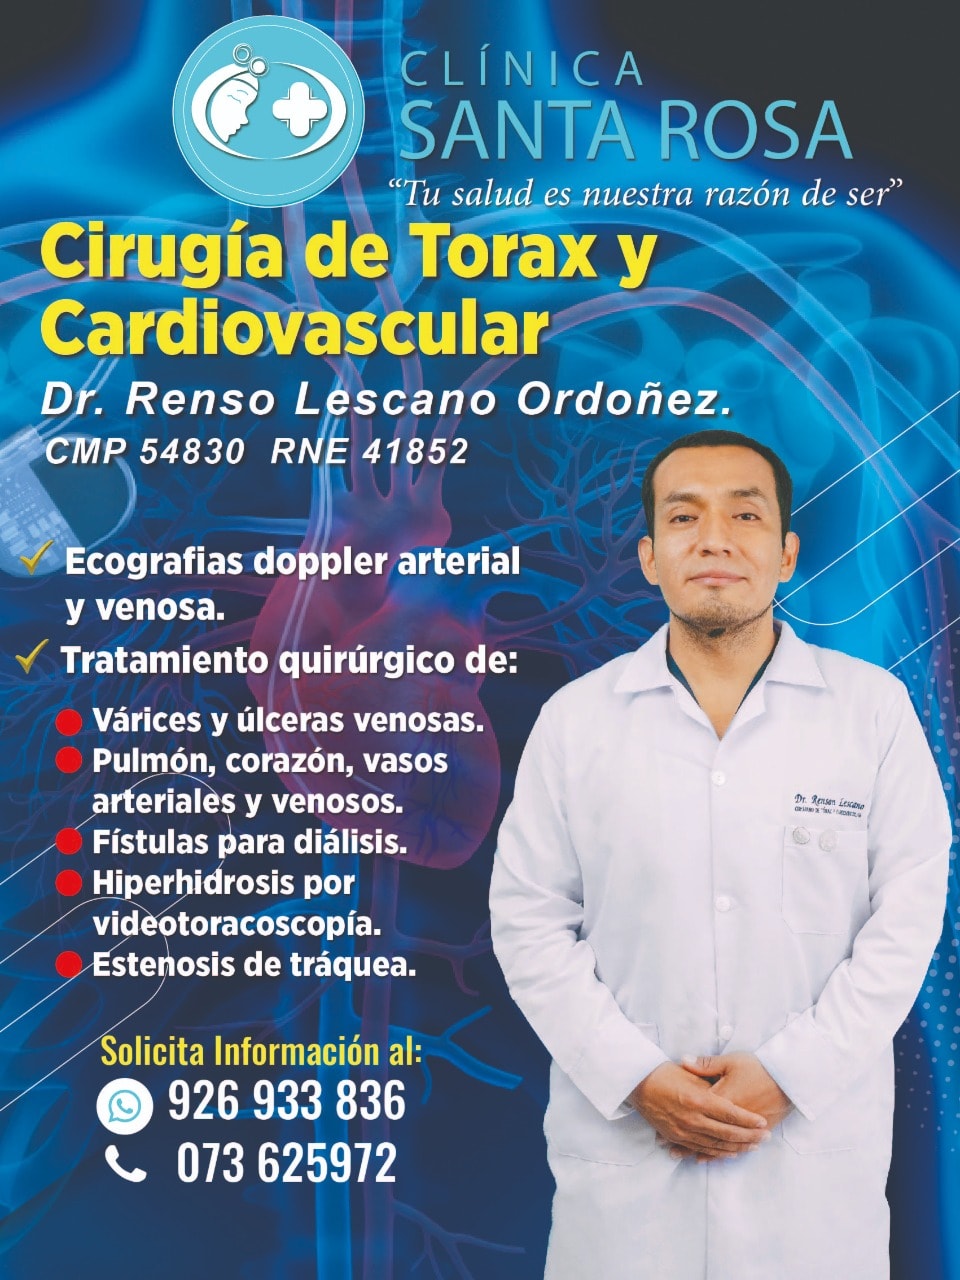 CLÍNICA
SANTA ROSA
“Tu salud es nuestra razón de ser”
Cirugía de Torax y
Cardiovascular
Dr. Renso Lescano Ordoñez.
CMP 54830 RNE 41852
Ecografias doppler arterial
y venosa.
Tratamiento quirúrgico de:
Várices y úlceras venosas.
Pulmón, corazón, vasos
arteriales y venosos.
Fístulas para diálisis.
Hiperhidrosis por
videotoracoscopía.
Estenosis de tráquea.
Solicita Información al:
926 933 836
073 625972
Dr. Renson Lescano